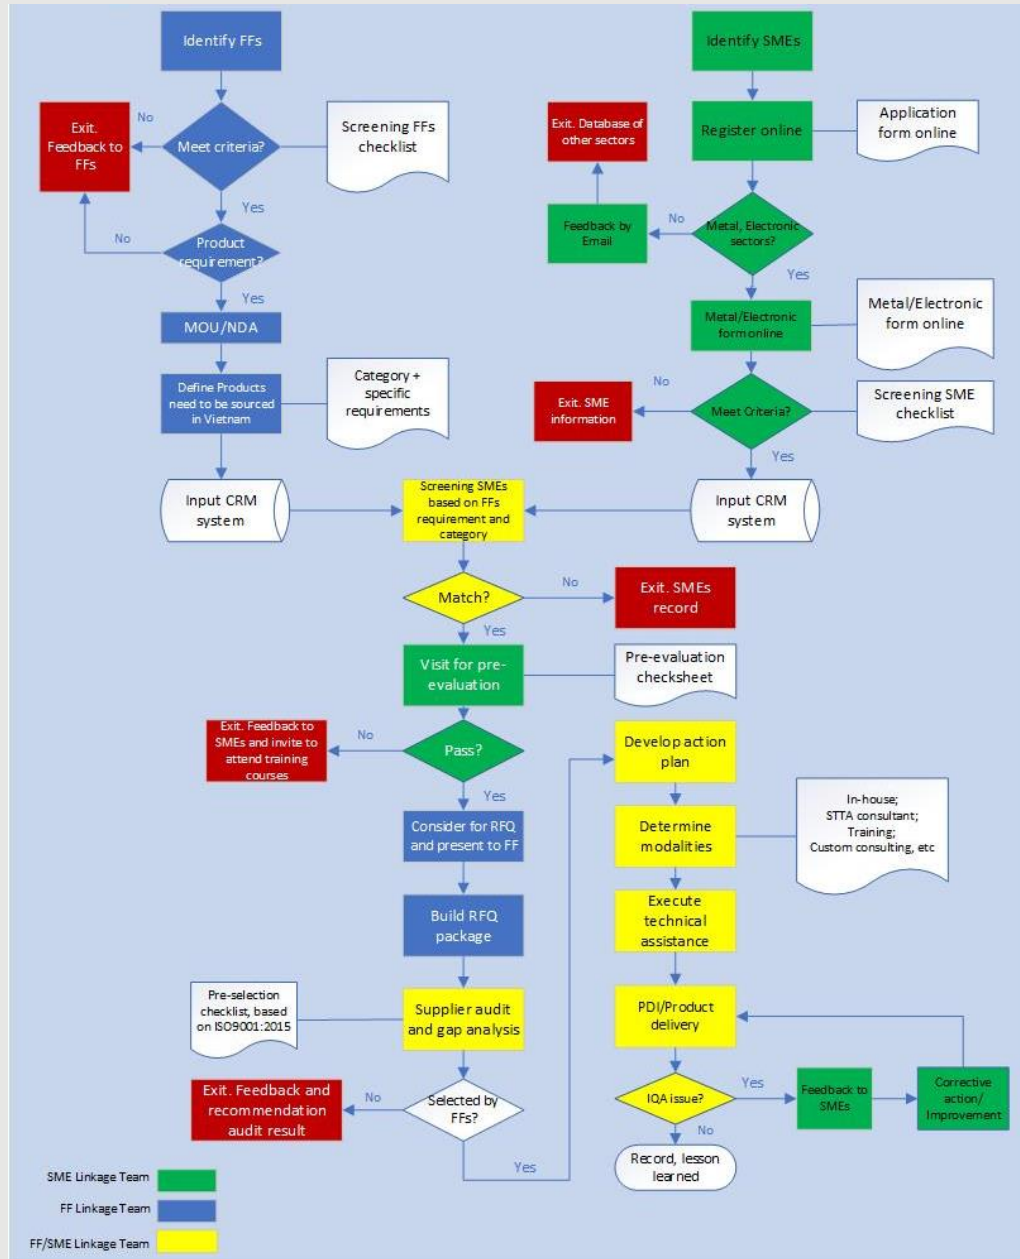 Identify FFs
Identify SMEs
Exit.
Feedback to
FFs
No
Meet criteria?
Screening FFs
checklist
Yes
No
Product
requirement?
Yes
MOU/NDA
Define Products
need to be sourced
in Vietnam
Category +
specific
requirements
Input CRM
system
Exit. Database of
other sectors
Register online
Application
form online
Feedback by
Email
No
Metal, Electronic
sectors?
Yes
Metal/Electronic
form online
Metal/Electronic
form online
No
Exit. SME
information
Meet Criteria?
Screening SME
checklist
Yes
Input CRM
system
Screening SMEs
based on FFs
requirement and
category
Match?
No
Exit. SMEs
record
Yes
Visit for pre-
evaluation
Pre-evaluation
checksheet
Exit. Feedback to
SMEs and invite to
attend training
courses
No
Pass?
Yes
Consider for RFQ
and present to FF
Build RFQ
package
Pre-selection
checklist, based
on ISO9001:2015
Supplier audit
and gap analysis
Exit. Feedback and
recommendation
audit result
No
Selected by
FFs?
Yes
Develop action
plan
Determine
modalities
In-house;
STTA consultant;
Training;
Custom consulting, etc
Execute
technical
assistance
PDI/Product
delivery
IQA issue?
Yes
Feedback to
SMEs
Corrective
action/
Improvement
No
Record, lesson
learned
SME Linkage Team
FF Linkage Team
FF/SME Linkage Team